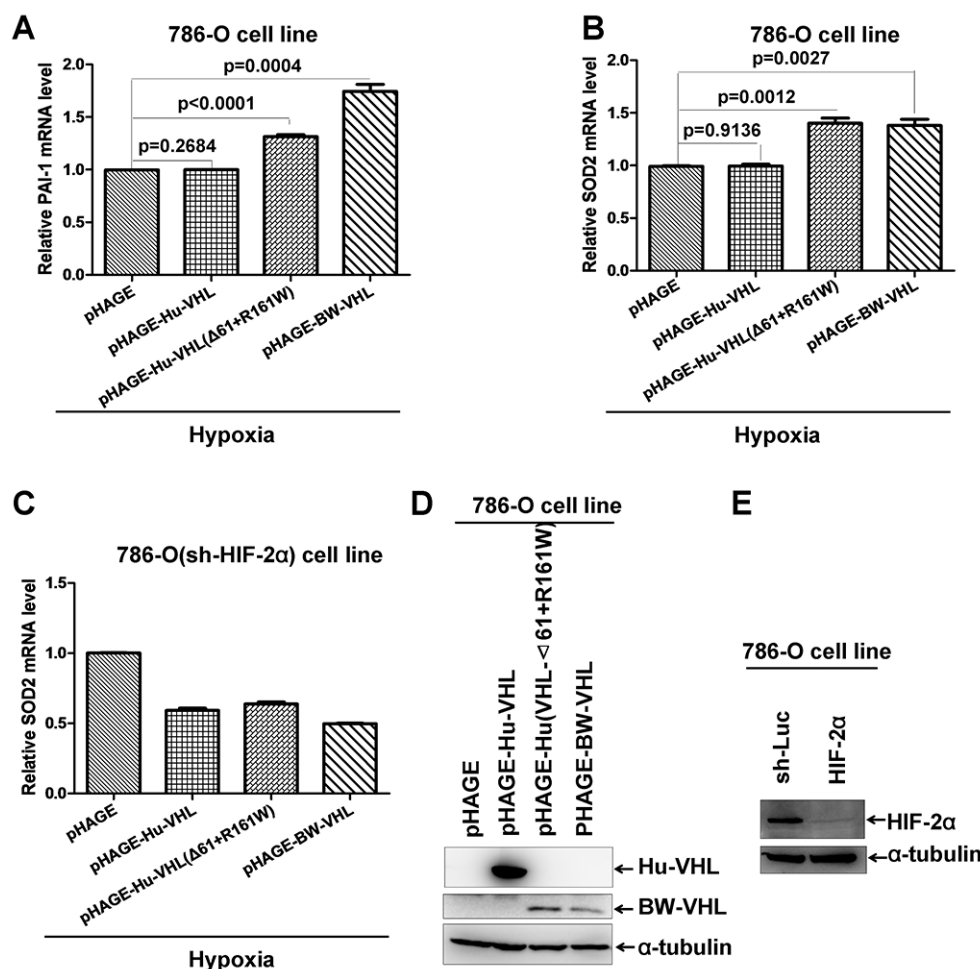 A
786-O cell line
Relative PAI-1 mRNA level
2.0
1.5
1.0
0.5
0.0
p=0.0004
p<0.0001
p=0.2684
pHAGE
pHAGE-Hu-VHL
pHAGE-Hu-VHL(Δ61+R161W)
pHAGE-BW-VHL
Hypoxia
B
786-O cell line
Relative SOD2 mRNA level
2.0
1.5
1.0
0.5
0.0
p=0.0027
p=0.0012
p=0.9136
pHAGE
pHAGE-Hu-VHL
pHAGE-Hu-VHL(Δ61+R161W)
pHAGE-BW-VHL
Hypoxia
C
786-O(sh-HIF-2α) cell line
Relative SOD2 mRNA level
1.5
1.0
0.5
0.0
pHAGE
pHAGE-Hu-VHL
pHAGE-Hu-VHL(Δ61+R161W)
pHAGE-BW-VHL
Hypoxia
D
786-O cell line
pHAGE
pHAGE-Hu-VHL
pHAGE-Hu(VHL-◁61+R161W)
PHAGE-BW-VHL
Hu-VHL
BW-VHL
α-tubulin
E
786-O cell line
sh-Luc
HIF-2α
HIF-2α
α-tubulin